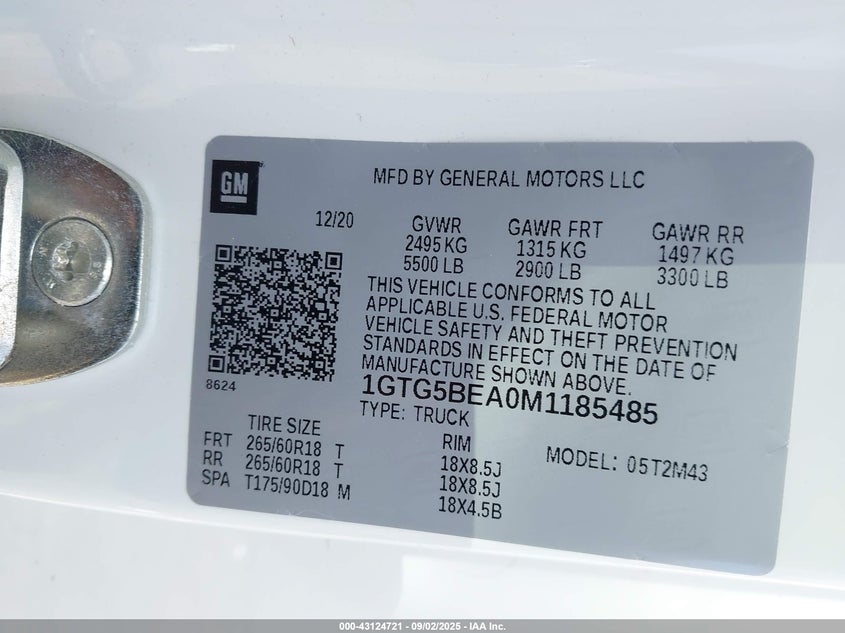 GM
MFD BY GENERAL MOTORS LLC
12/20 GVWR GAWR FRT GAWR RR
2495 KG 1315 KG 1497 KG
5500 LB 2900 LB 3300 LB
THIS VEHICLE CONFORMS TO ALL
APPLICABLE U.S. FEDERAL MOTOR
VEHICLE SAFETY AND THEFT PREVENTION
STANDARDS IN EFFECT ON THE DATE OF
MANUFACTURE SHOWN ABOVE.
8624
1GTG5BEA0M1185485
TYPE: TRUCK
TIRE SIZE RIM
FRT 265/60R18 T 18X8.5J
RR 265/60R18 T 18X8.5J
SPA T175/90D18 M 18X4.5B
MODEL: 05T2M43
000-43124721 - 09/02/2025 - IAA Inc.